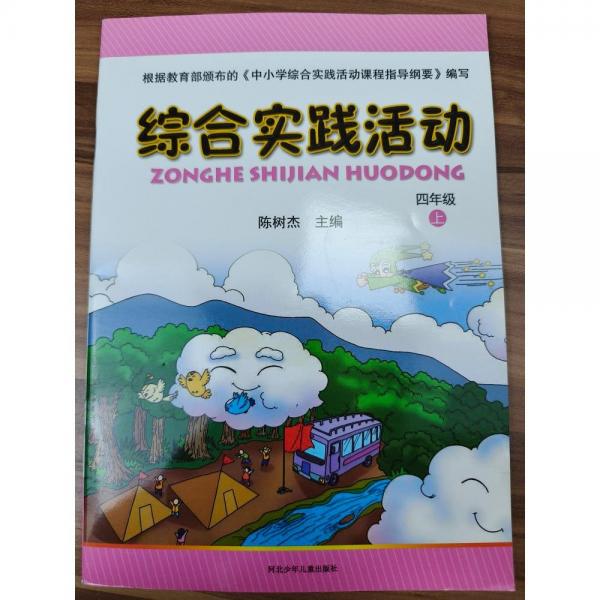 根据教育部颁布的《中小学综合实践活动课程指导纲要》编写
综合实践活动
ZONGHE SHIJIAN HUODONG
四年级
上
陈树杰 主编
河北少年儿童出版社